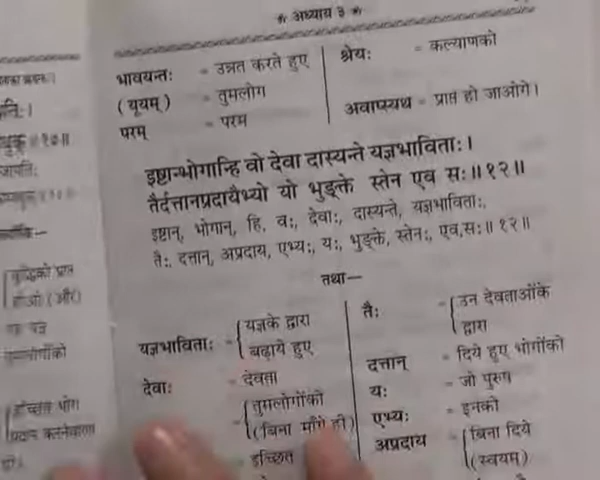 * अध्याय ३ *
भावयन्तः = उन्नत करते हुए
(यूयम्) = तुमलोग
परम् = परम
श्रेयः = कल्याणको
अवाप्स्यथ = प्राप्त हो जाओगे।
इष्टान्भोगान्हि वो देवा दास्यन्ते यज्ञभाविताः।
तैर्दत्तानप्रदायैभ्यो यो भुङ्क्ते स्तेन एव सः॥१२॥
इष्टान्, भोगान्, हि, वः, देवाः, दास्यन्ते, यज्ञभाविताः,
तैः, दत्तान्, अप्रदाय, एभ्यः, यः, भुङ्क्ते, स्तेनः, एव,सः॥१२॥
तथा—
यज्ञभाविताः = यज्ञके द्वारा
बढ़ाये हुए
देवाः = देवता
= तुमलोगोंको
(बिना माँगे ही)
इच्छित
तैः = उन देवताओंके
द्वारा
दत्तान् = दिये हुए भोगोंको
यः = जो पुरुष
एभ्यः = इनको
अप्रदाय = बिना दिये
(स्वयम्)